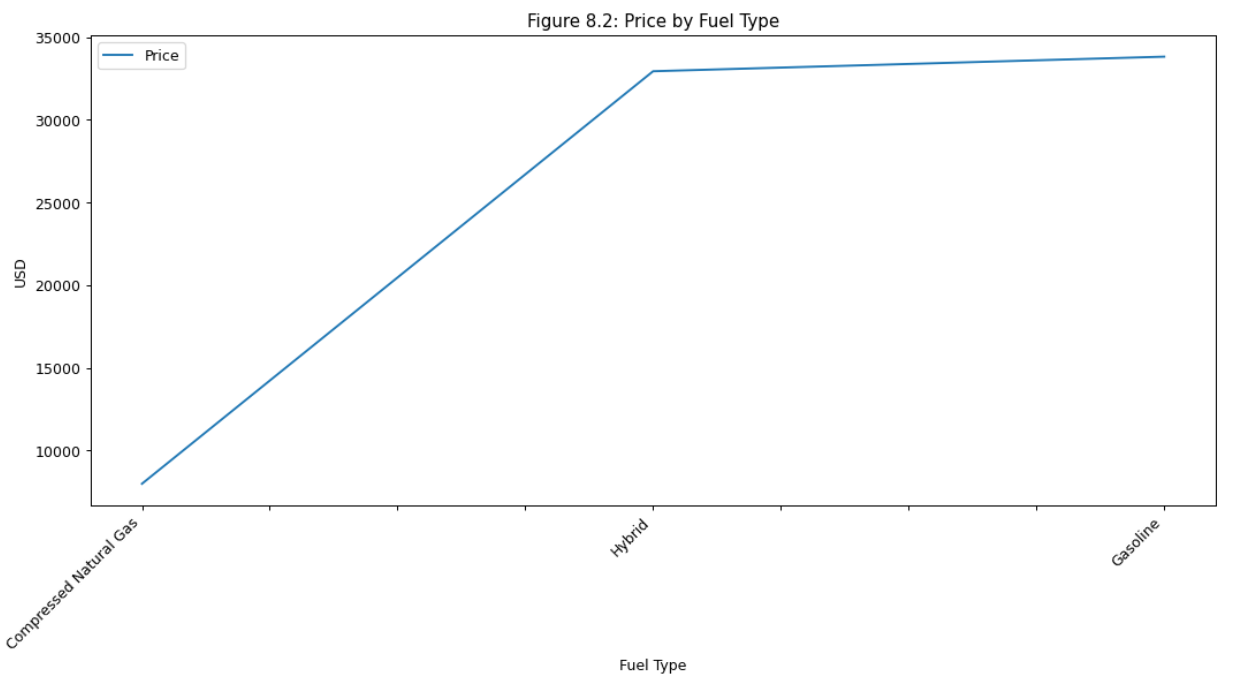 Figure 8.2: Price by Fuel Type
Price
35000
30000
25000
20000
15000
10000
USD
Compressed Natural Gas
Hybrid
Gasoline
Fuel Type